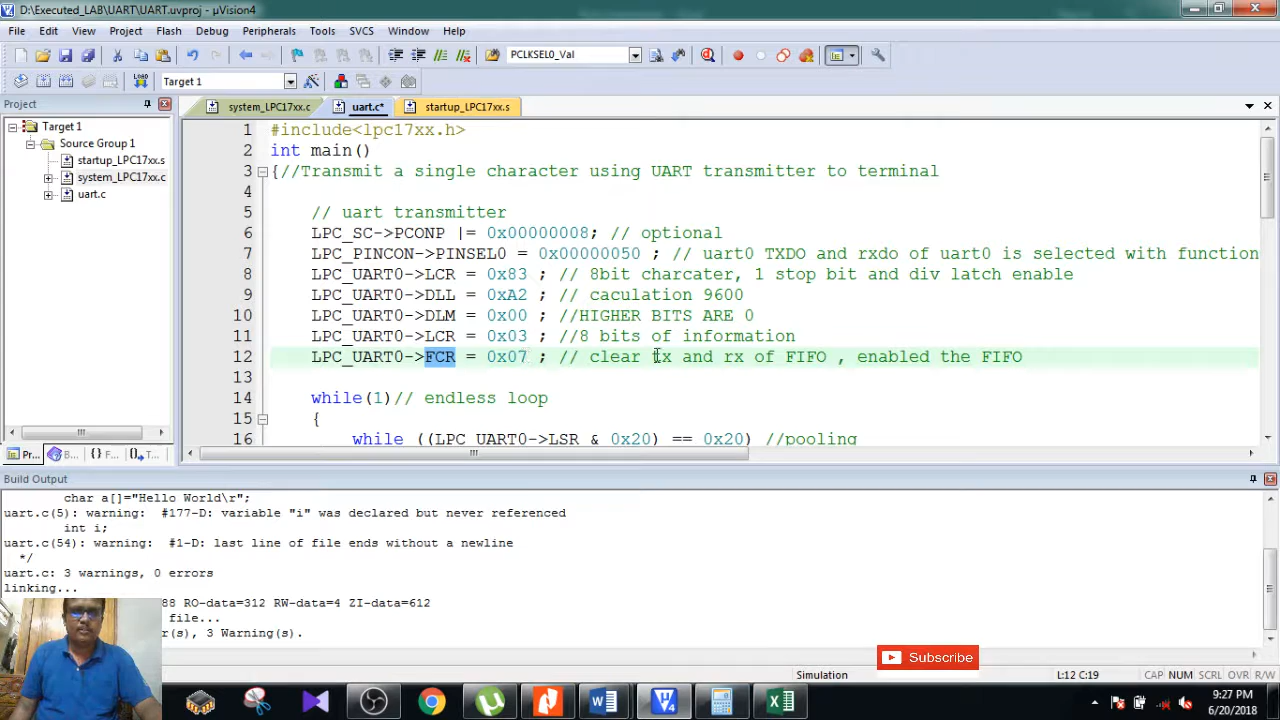 D:\Executed_LAB\UART\UART.uvproj - µVision4
File Edit View Project Flash Debug Peripherals Tools SVCS Window Help
PCLKSEL0_Val
LOAD Target 1
Project
system_LPC17xx.c uart.c* startup_LPC17xx.s
Target 1
Source Group 1
startup_LPC17xx.s
system_LPC17xx.c
uart.c
1 #include<lpc17xx.h>
2 int main()
3 {//Transmit a single character using UART transmitter to terminal
4
5 // uart transmitter
6 LPC_SC->PCONP |= 0x00000008; // optional
7 LPC_PINCON->PINSEL0 = 0x00000050 ; // uart0 TXD0 and rxdo of uart0 is selected with function
8 LPC_UART0->LCR = 0x83 ; // 8bit charcater, 1 stop bit and div latch enable
9 LPC_UART0->DLL = 0xA2 ; // caculation 9600
10 LPC_UART0->DLM = 0x00 ; //HIGHER BITS ARE 0
11 LPC_UART0->LCR = 0x03 ; //8 bits of information
12 LPC_UART0->FCR = 0x07 ; // clear tx and rx of FIFO , enabled the FIFO
13
14 while(1)// endless loop
15 {
16 while ((LPC_UART0->LSR & 0x20) == 0x20) //pooling
Pr... B... {} F... T...
Build Output
char a[]="Hello World\r";
uart.c(5): warning: #177-D: variable "i" was declared but never referenced
int i;
uart.c(54): warning: #1-D: last line of file ends without a newline
*/
uart.c: 3 warnings, 0 errors
linking...
88 RO-data=312 RW-data=4 ZI-data=612
file...
r(s), 3 Warning(s).
Subscribe
Simulation L:12 C:19 CAP NUM SCRL OVR R/W
9:27 PM
6/20/2018